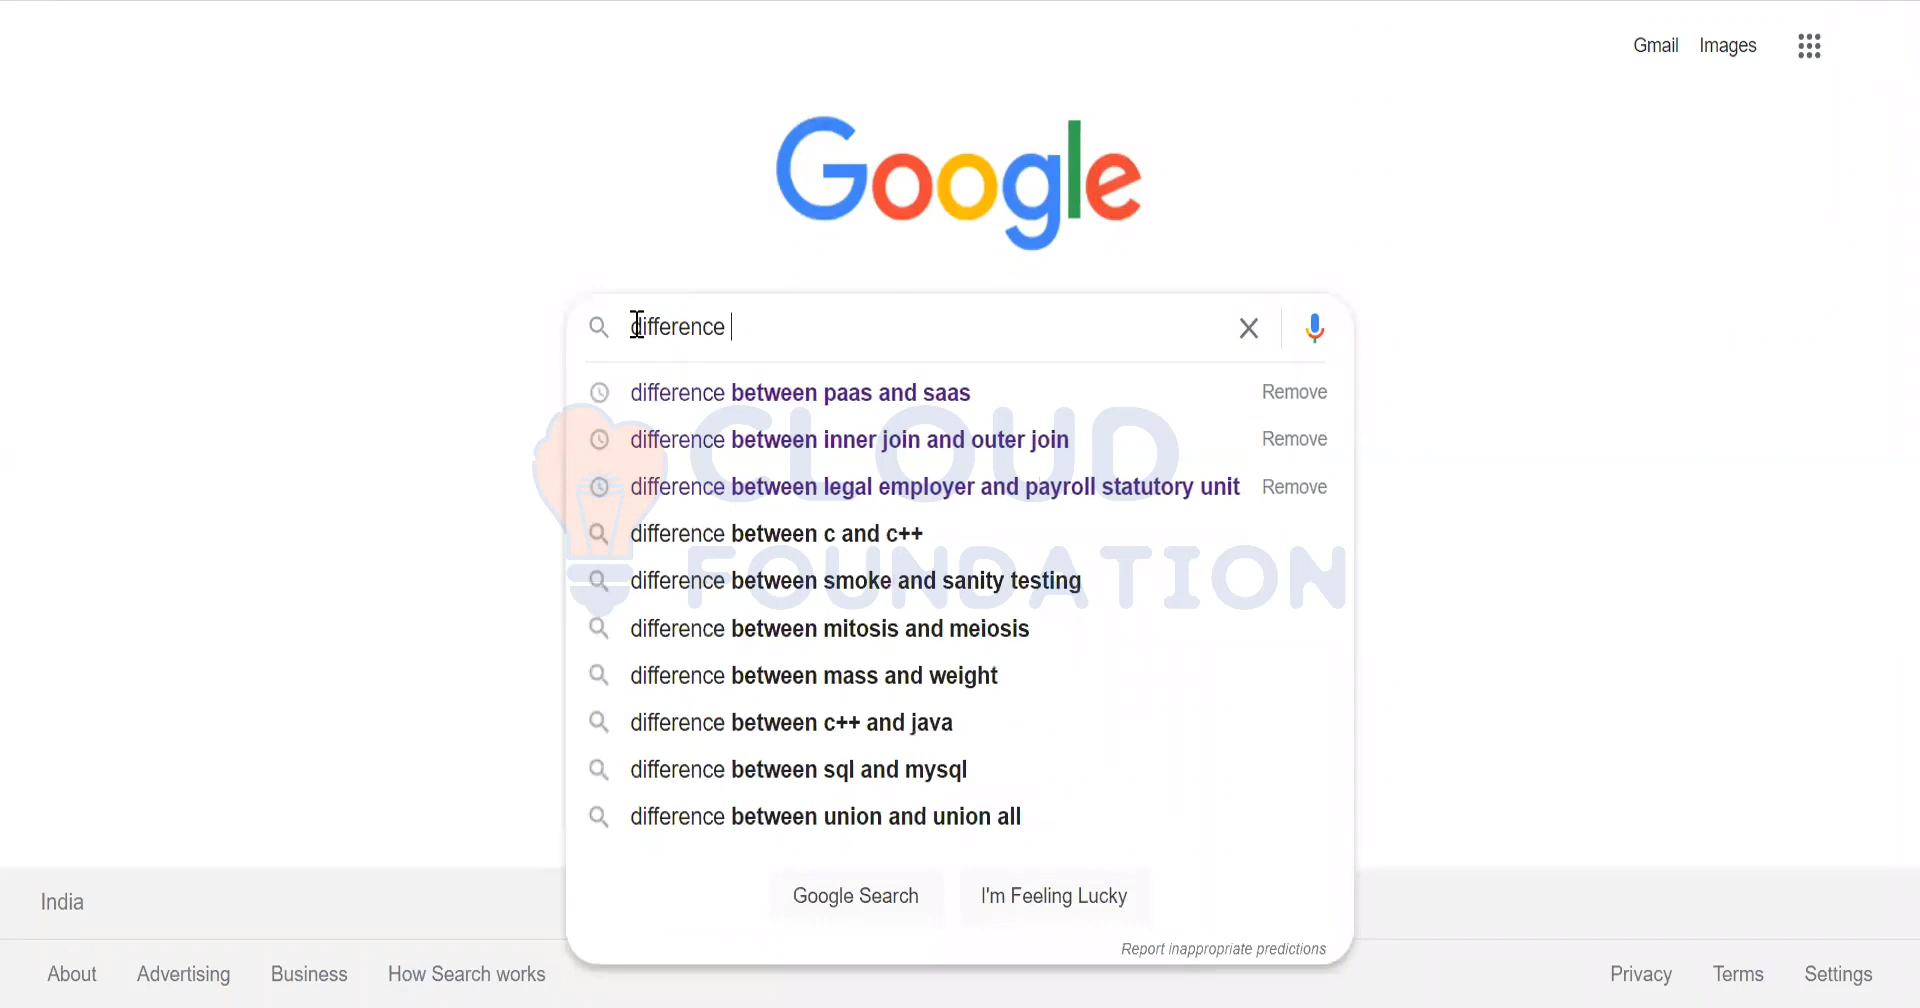 Gmail Images
Google
difference
difference between paas and saas Remove
difference between inner join and outer join Remove
difference between legal employer and payroll statutory unit Remove
difference between c and c++
difference between smoke and sanity testing
difference between mitosis and meiosis
difference between mass and weight
difference between c++ and java
difference between sql and mysql
difference between union and union all
CLOUD
FOUNDATION
Google Search I'm Feeling Lucky
Report inappropriate predictions
India
About Advertising Business How Search works Privacy Terms Settings